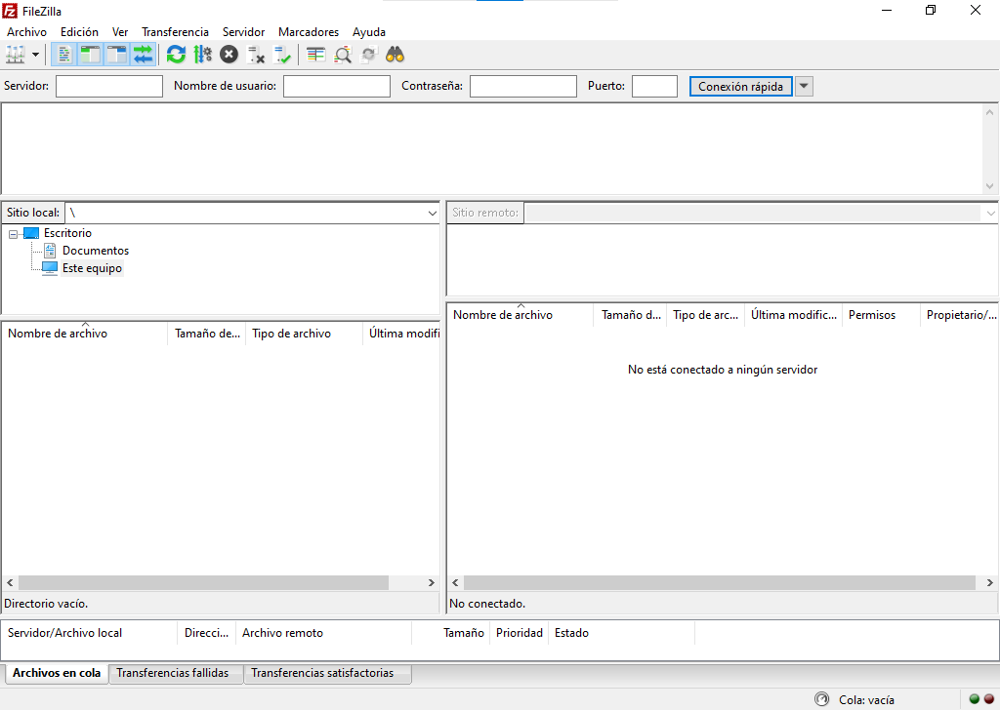 FileZilla
Archivo Edición Ver Transferencia Servidor Marcadores Ayuda
Servidor: Nombre de usuario: Contraseña: Puerto: Conexión rápida
Sitio local: \
Escritorio
Documentos
Este equipo
Nombre de archivo Tamaño de... Tipo de archivo Última modifi
Directorio vacío.
Sitio remoto:
Nombre de archivo Tamaño d... Tipo de arc... Última modific... Permisos Propietario/...
No está conectado a ningún servidor
No conectado.
Servidor/Archivo local Direcci... Archivo remoto Tamaño Prioridad Estado
Archivos en cola Transferencias fallidas Transferencias satisfactorias
Cola: vacía